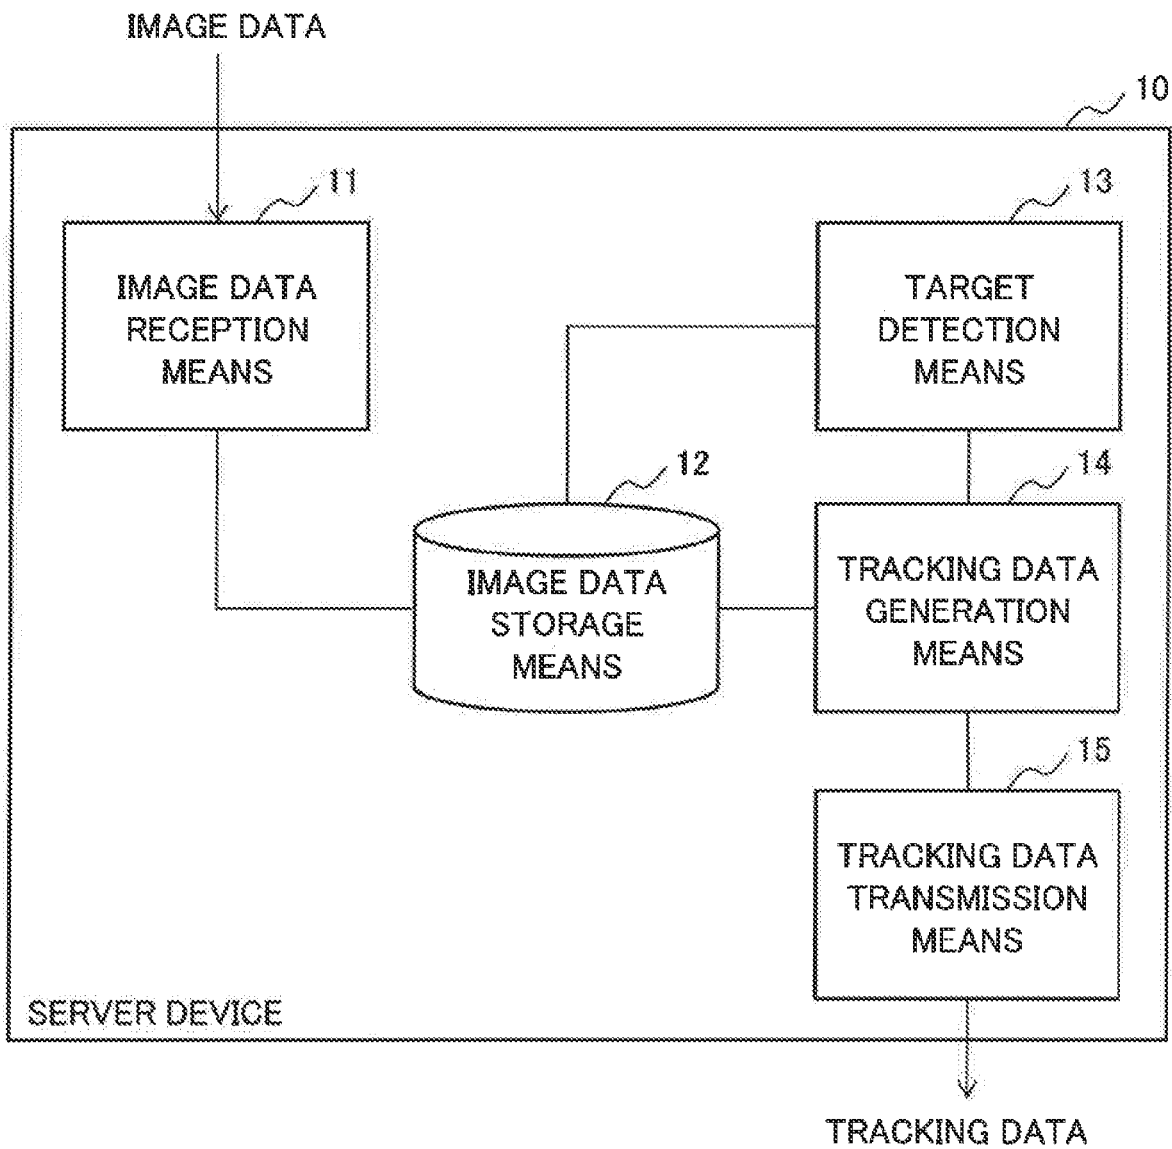 IMAGE DATA
10
11
IMAGE DATA
RECEPTION
MEANS
13
TARGET
DETECTION
MEANS
12
IMAGE DATA
STORAGE
MEANS
14
TRACKING DATA
GENERATION
MEANS
15
TRACKING DATA
TRANSMISSION
MEANS
SERVER DEVICE
TRACKING DATA